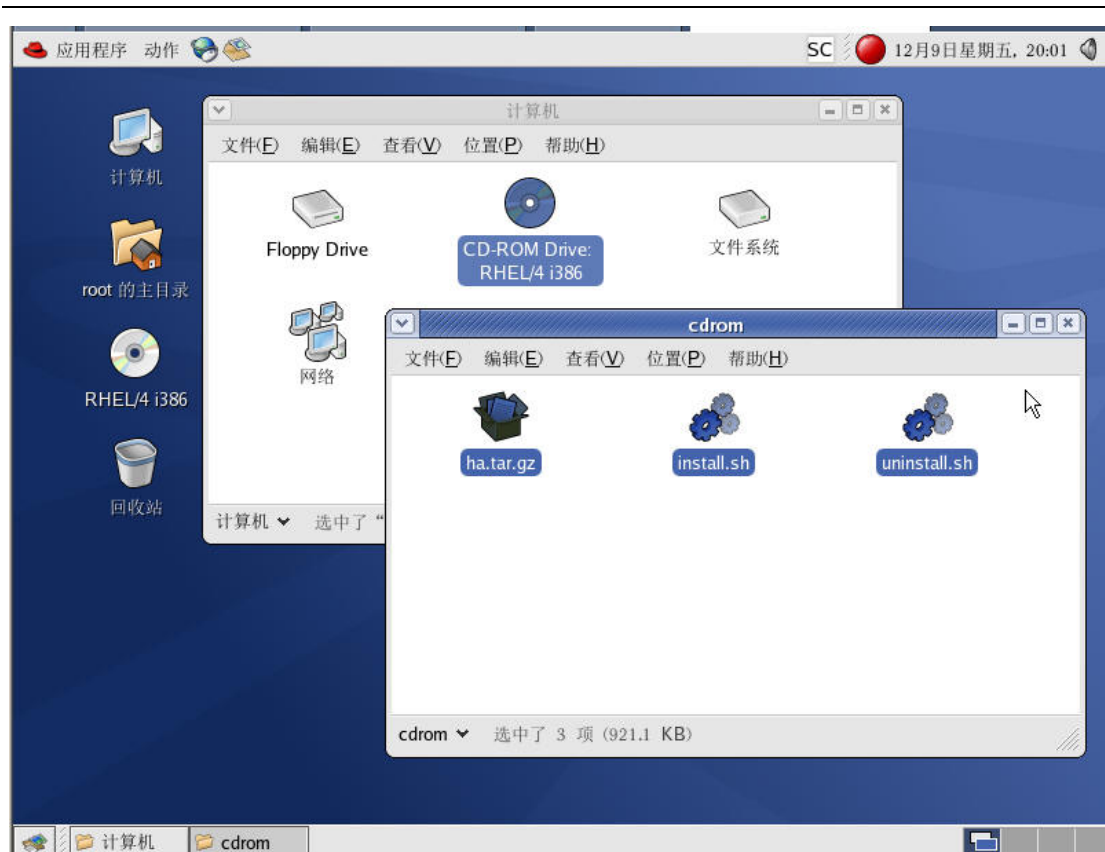 应用程序 动作 SC 12月9日星期五, 20:01
计算机
root 的主目录
RHEL/4 i386
回收站
计算机
文件(F) 编辑(E) 查看(V) 位置(P) 帮助(H)
Floppy Drive
CD-ROM Drive:
RHEL/4 i386
文件系统
网络
计算机 选中了“
cdrom
文件(F) 编辑(E) 查看(V) 位置(P) 帮助(H)
ha.tar.gz
install.sh
uninstall.sh
cdrom 选中了 3 项 (921.1 KB)
计算机 cdrom